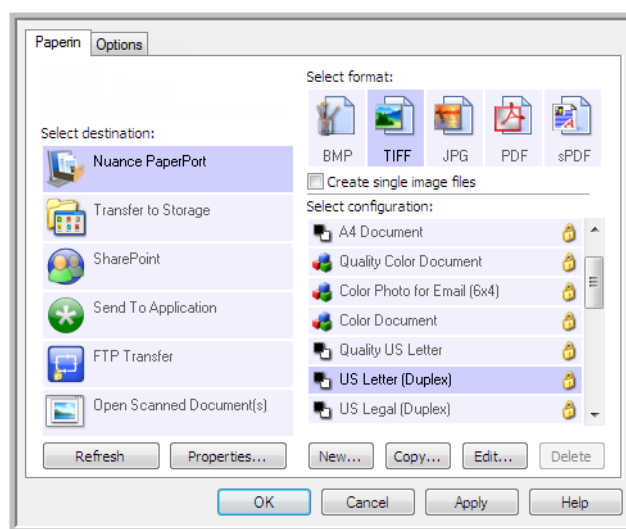 Paperin
Options
Select destination:
Nuance PaperPort
Transfer to Storage
SharePoint
Send To Application
FTP Transfer
Open Scanned Document(s)
Refresh
Properties...
Select format:
BMP
TIFF
JPG
PDF
sPDF
Create single image files
Select configuration:
A4 Document
Quality Color Document
Color Photo for Email (6x4)
Color Document
Quality US Letter
US Letter (Duplex)
US Legal (Duplex)
New...
Copy...
Edit...
Delete
OK
Cancel
Apply
Help